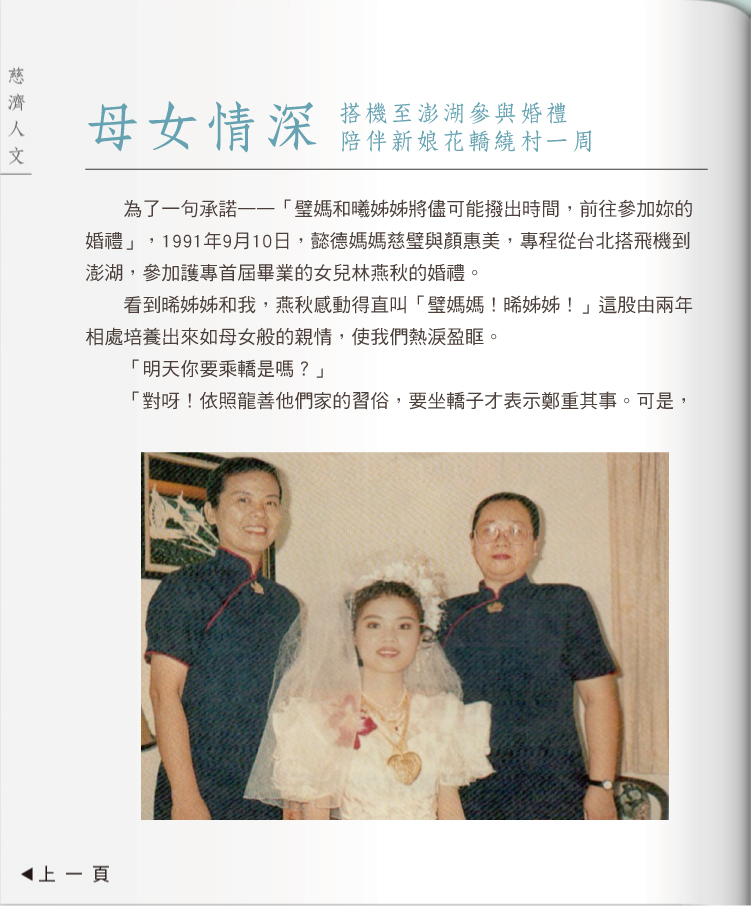 慈濟人文
母女情深
搭機至澎湖參與婚禮
陪伴新娘花轎繞村一周
為了一句承諾——「璧媽和曦姊姊將儘可能撥出時間，前往參加妳的
婚禮」，1991年9月10日，懿德媽媽慈璧與顏惠美，專程從台北搭飛機到
澎湖，參加護專首屆畢業的女兒林燕秋的婚禮。
看到晞姊姊和我，燕秋感動得直叫「璧媽媽！晞姊姊！」這股由兩年
相處培養出來如母女般的親情，使我們熱淚盈眶。
「明天你要乘轎是嗎？」
「對呀！依照龍善他們家的習俗，要坐轎子才表示鄭重其事。可是，
◀上一頁